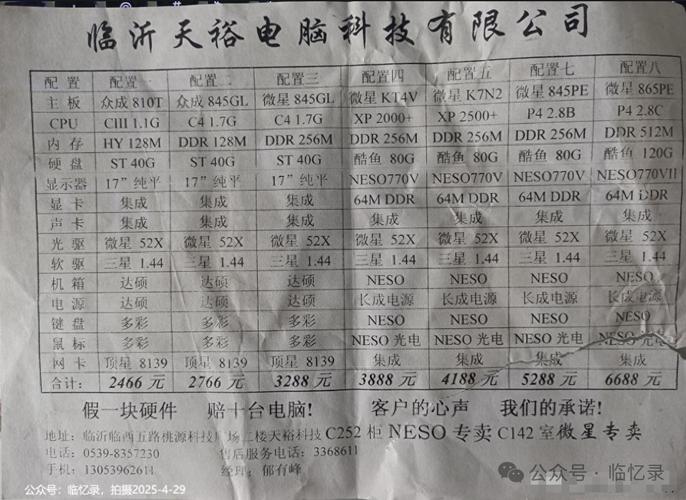 临沂天裕电脑科技有限公司
配置 配置一 配置二 配置三 配置四 配置五 配置七 配置八
主板 众成 810T 众成 845GL 微星 845GL 微星 KT4V 微星 K7N2 微星 845PE 微星 865PE
CPU CIII 1.1G C4 1.7G C4 1.7G XP 2000+ XP 2500+ P4 2.8B P4 2.8C
内存 HY 128M DDR 128M DDR 256M DDR 256M DDR 256M DDR 256M DDR 512M
硬盘 ST 40G ST 40G ST 40G 酷鱼 80G 酷鱼 80G 酷鱼 80G 酷鱼 120G
显示器 17”纯平 17”纯平 17”纯平 NESO770V NESO770V NESO770V NESO770VII
显卡 集成 集成 集成 64M DDR 64M DDR 64M DDR 64M DDR
声卡 集成 集成 集成 集成 集成 集成 集成
光驱 微星 52X 微星 52X 微星 52X 微星 52X 微星 52X 微星 52X 微星 52X
软驱 三星 1.44 三星 1.44 三星 1.44 三星 1.44 三星 1.44 三星 1.44 三星 1.44
机箱 达硕 达硕 达硕 NESO NESO NESO NESO
电源 达硕 达硕 达硕 长成电源 长成电源 长成电源 长成电源
键盘 多彩 多彩 多彩 NESO NESO NESO NESO
鼠标 多彩 多彩 多彩 NESO 光电 NESO 光电 NESO 光电 NESO 光电
网卡 顶星 8139 顶星 8139 顶星 8139 集成 集成 集成 集成
合计: 2466 元 2766 元 3288 元 3888 元 4188 元 5288 元 6688 元
假一块硬件 赔十台电脑! 客户的心声 我们的承诺!
地址: 临沂临西五路桃源科技广场二楼天裕科技 C252 柜 NESO 专卖 C142 室微星专卖
电话: 0539-8357230 售后服务电话: 3368611
手机: 13053962611 经理: 郁有峰
公众号：临忆录，拍摄2025-4-29
公众号·临忆录